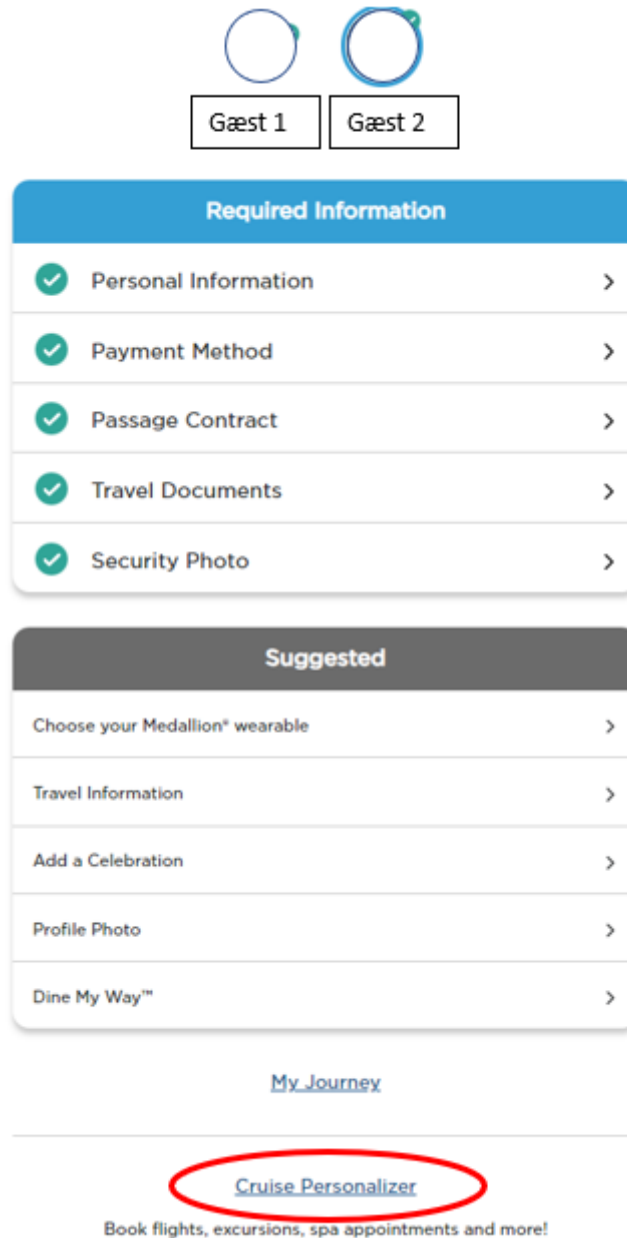 Gæst 1 Gæst 2
Required Information
Personal Information
Payment Method
Passage Contract
Travel Documents
Security Photo
Suggested
Choose your Medallion® wearable
Travel Information
Add a Celebration
Profile Photo
Dine My Way™
My Journey
Cruise Personalizer
Book flights, excursions, spa appointments and more!